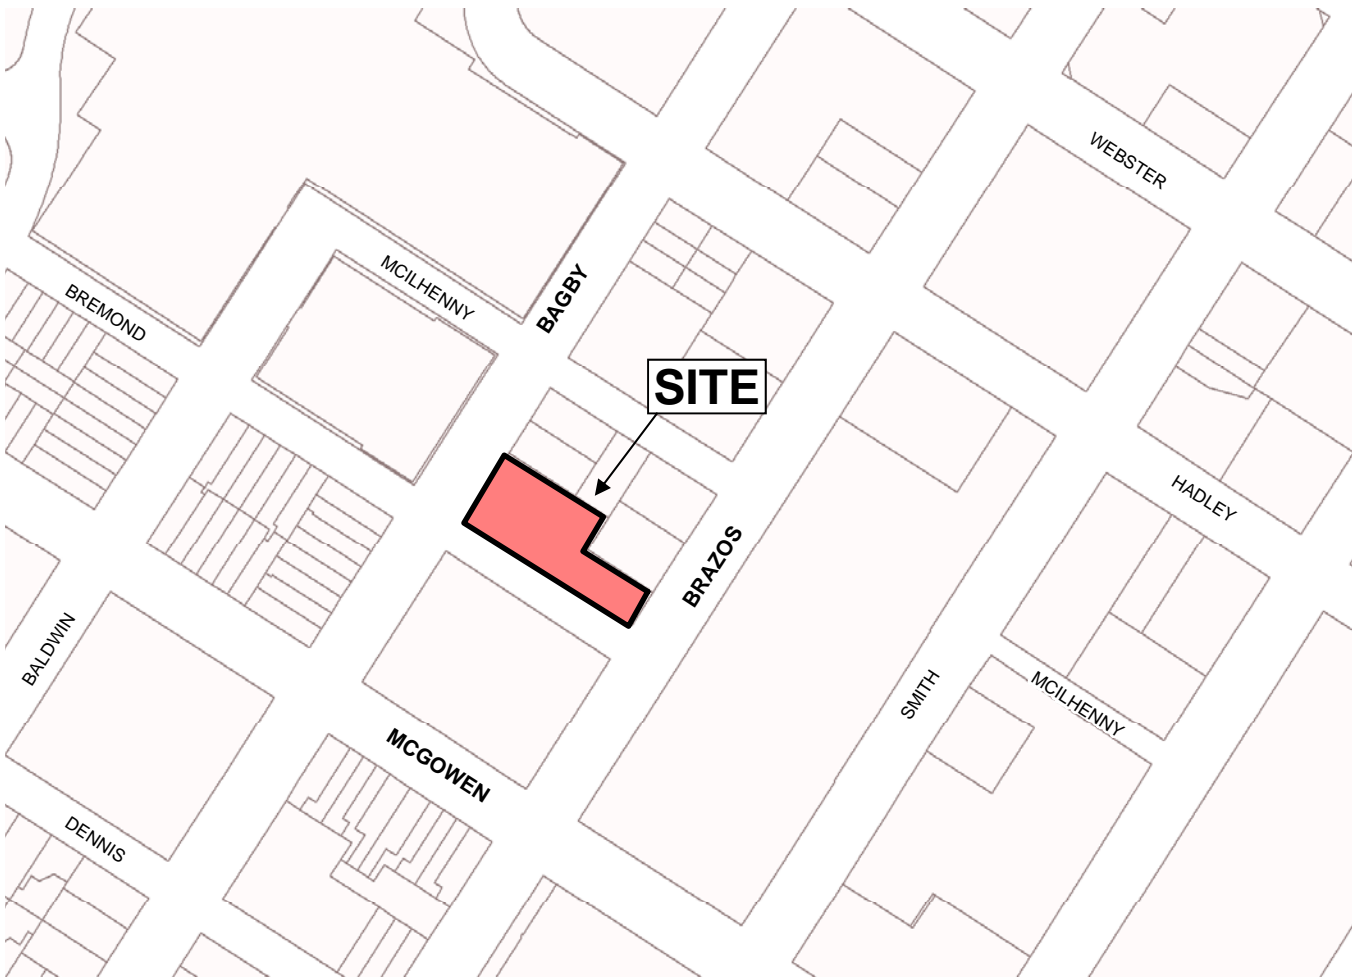 WEBSTER
MCILHENNY
BAGBY
BREMOND
SITE
HADLEY
BRAZOS
BALDWIN
SMITH
MCILHENNY
MCGOWEN
DENNIS